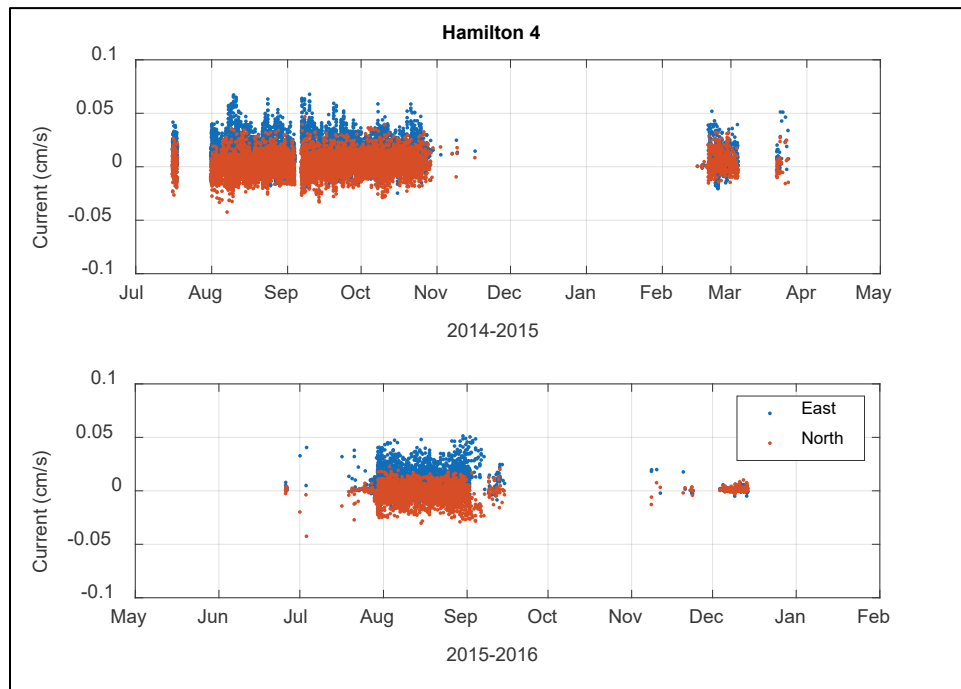 Hamilton 4
0.1
0.05
0
-0.05
-0.1
Current (cm/s)
Jul Aug Sep Oct Nov Dec Jan Feb Mar Apr May
2014-2015
0.1
0.05
0
-0.05
-0.1
Current (cm/s)
East
North
May Jun Jul Aug Sep Oct Nov Dec Jan Feb
2015-2016